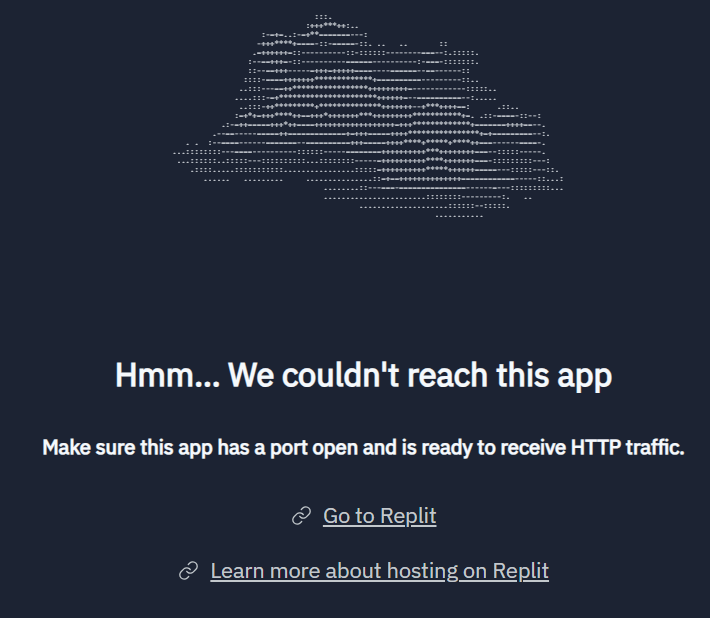 Hmm... We couldn't reach this app
Make sure this app has a port open and is ready to receive HTTP traffic.
Go to Replit
Learn more about hosting on Replit